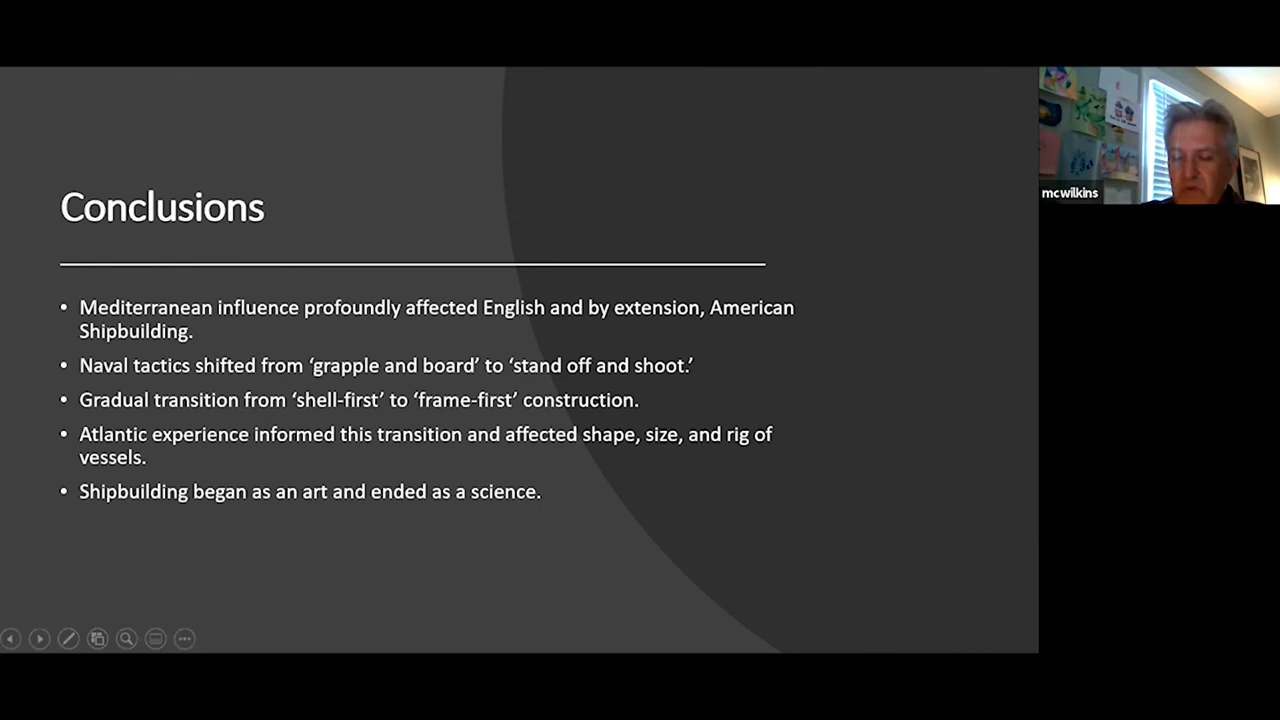 Conclusions
• Mediterranean influence profoundly affected English and by extension, American
Shipbuilding.
• Naval tactics shifted from ‘grapple and board’ to ‘stand off and shoot.’
• Gradual transition from ‘shell-first’ to ‘frame-first’ construction.
• Atlantic experience informed this transition and affected shape, size, and rig of
vessels.
• Shipbuilding began as an art and ended as a science.
mcwilkins